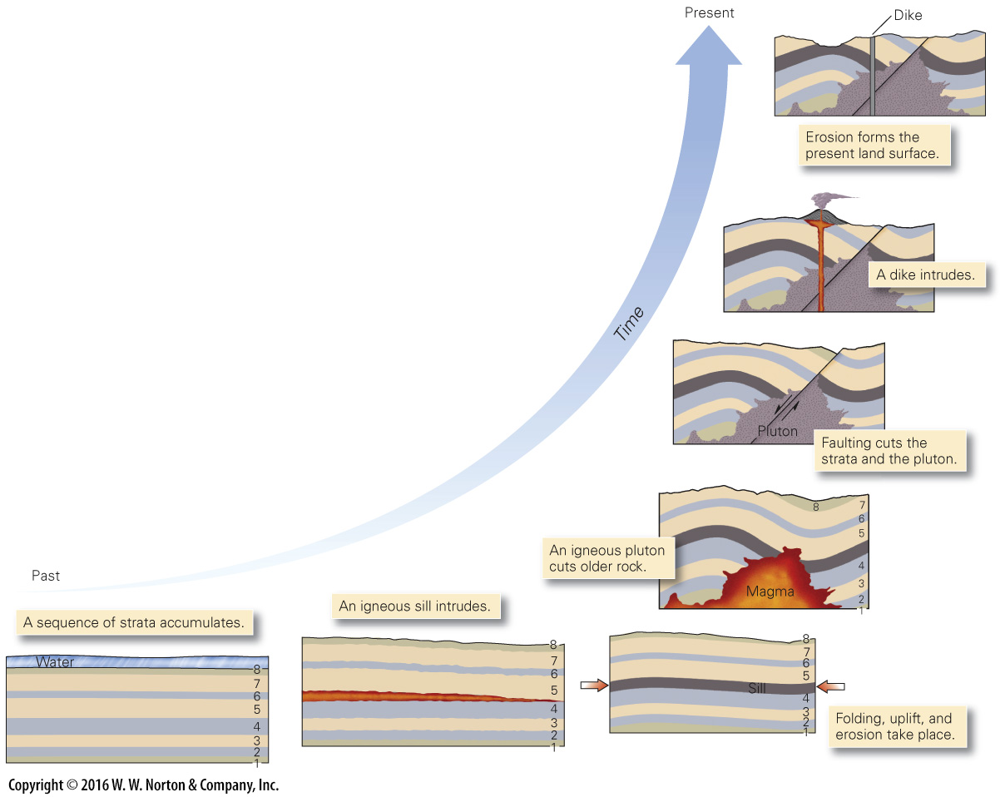 Present
Dike
Erosion forms the
present land surface.
A dike intrudes.
Time
Pluton
Faulting cuts the
strata and the pluton.
8
7
6
5
4
3
2
1
An igneous pluton
cuts older rock.
Magma
Past
A sequence of strata accumulates.
Water
8
7
6
5
4
3
2
1
An igneous sill intrudes.
8
7
6
5
4
3
2
1
8
7
6
5
Sill
4
3
2
1
Folding, uplift, and
erosion take place.
Copyright © 2016 W. W. Norton & Company, Inc.